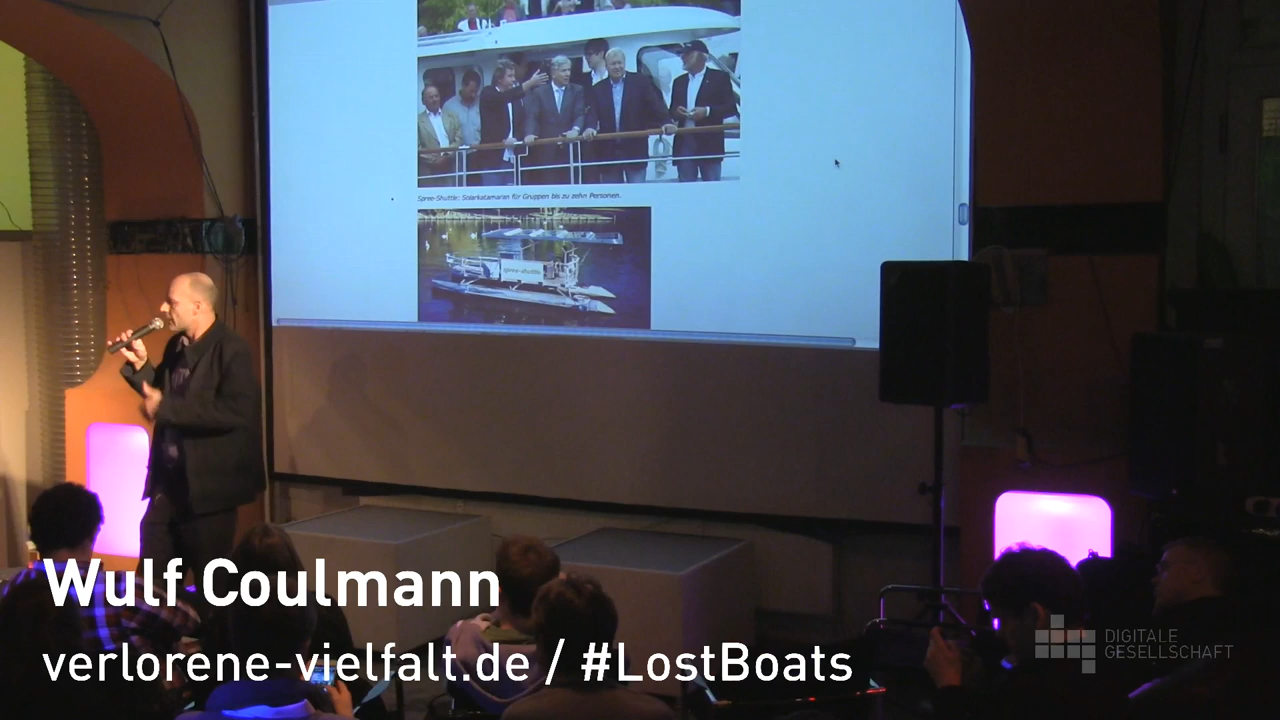 Spree-Shuttle: Solarkatamaran für Gruppen bis zu zehn Personen.
spree-shuttle
Wulf Coulmann
verlorene-vielfalt.de / #LostBoats
DIGITALE
GESELLSCHAFT